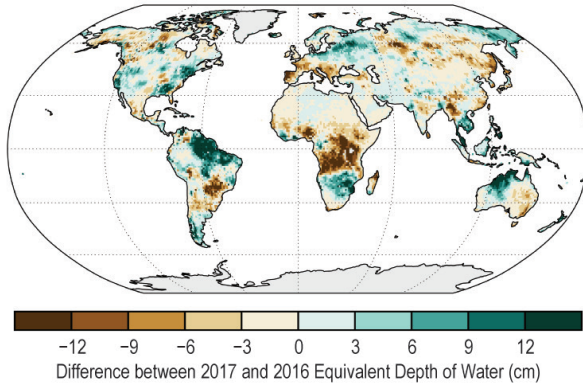 −12 −9 −6 −3 0 3 6 9 12
Difference between 2017 and 2016 Equivalent Depth of Water (cm)